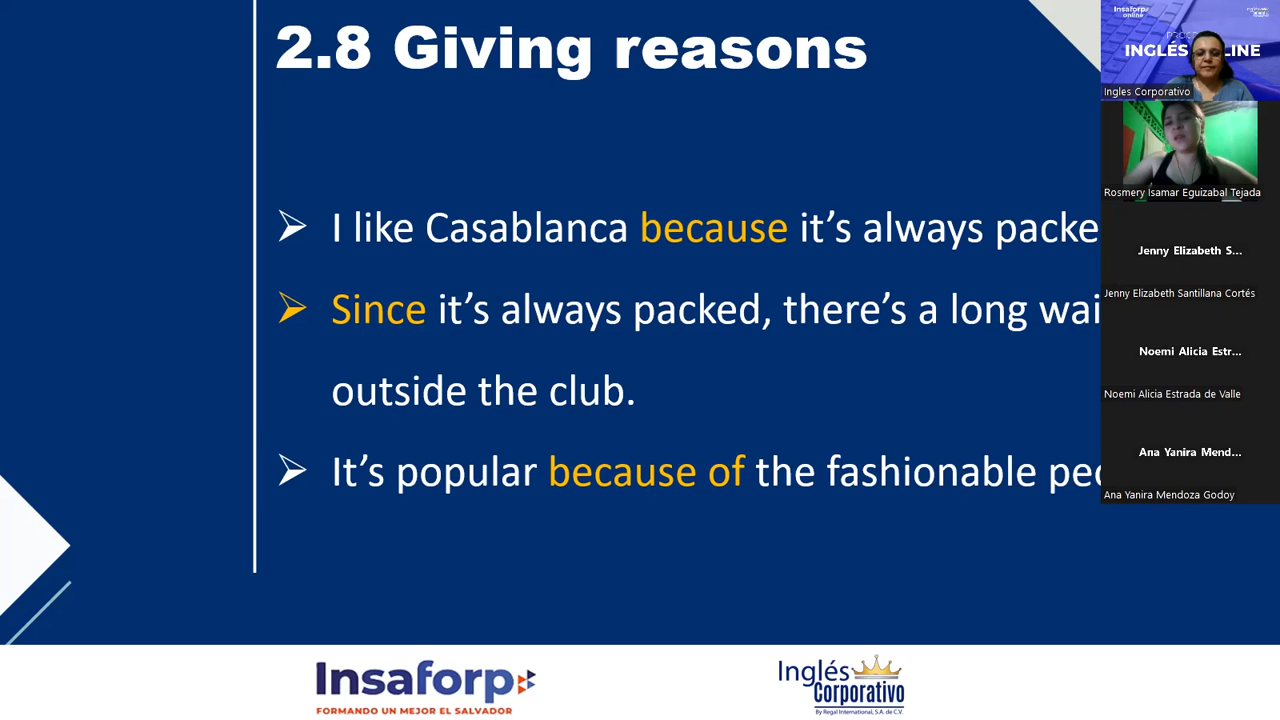 2.8 Giving reasons
I like Casablanca because it's always packe
Since it's always packed, there's a long wai
outside the club.
It's popular because of the fashionable peo
Insaforp
online
INGLÉS ONLINE
Ingles Corporativo
Rosmery Isamar Eguizabal Tejada
Jenny Elizabeth S...
Jenny Elizabeth Santillana Cortés
Noemi Alicia Estr...
Noemi Alicia Estrada de Valle
Ana Yanira Mend...
Ana Yanira Mendoza Godoy
Insaforp
FORMANDO UN MEJOR EL SALVADOR
Inglés
Corporativo
By Regal International, S.A. de C.V.